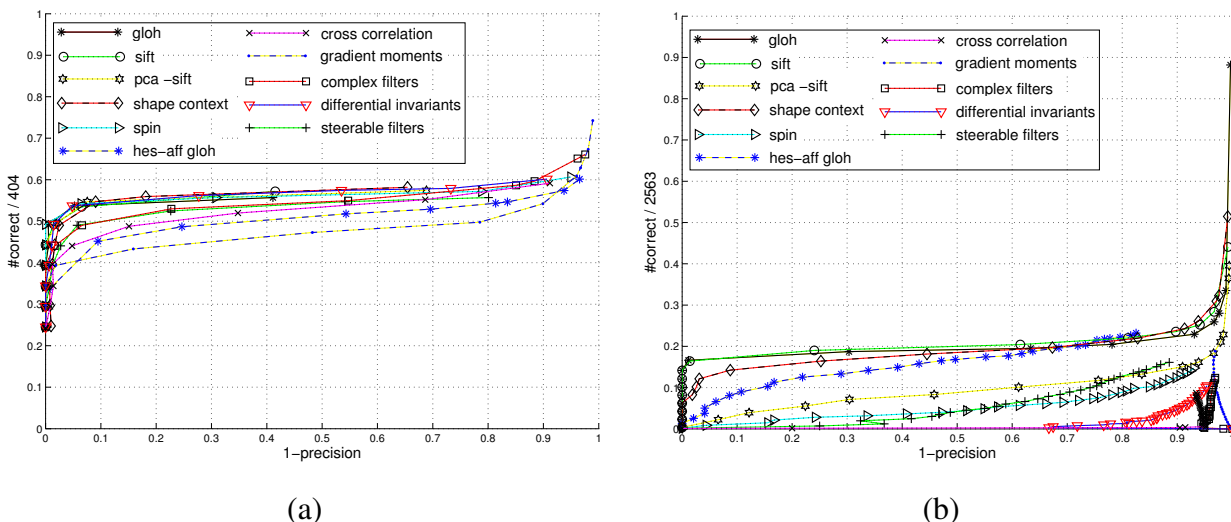 gloh
sift
pca −sift
shape context
spin
hes−aff gloh
cross correlation
gradient moments
complex filters
differential invariants
steerable filters
#correct / 404
1
0.9
0.8
0.7
0.6
0.5
0.4
0.3
0.2
0.1
0
0 0.1 0.2 0.3 0.4 0.5 0.6 0.7 0.8 0.9 1
1−precision
(a)
gloh
sift
pca −sift
shape context
spin
hes−aff gloh
cross correlation
gradient moments
complex filters
differential invariants
steerable filters
#correct / 2563
1
0.9
0.8
0.7
0.6
0.5
0.4
0.3
0.2
0.1
0
0 0.1 0.2 0.3 0.4 0.5 0.6 0.7 0.8 0.9
1−precision
(b)